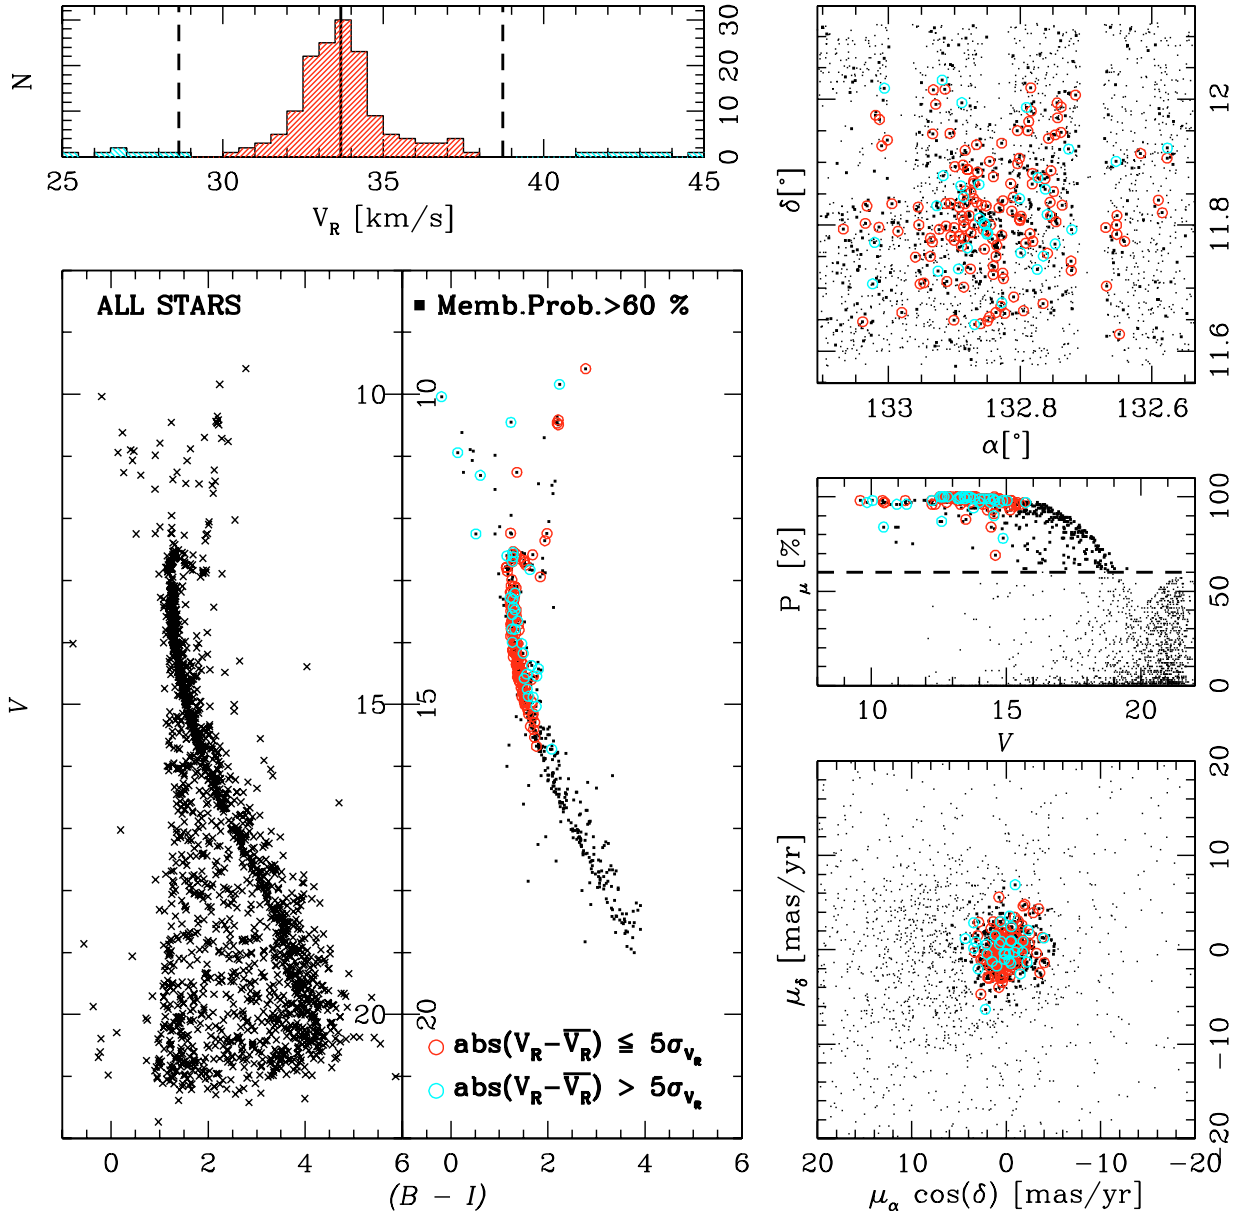 N
0 10 20 30
25 30 35 40 45
V_R [km/s]
ALL STARS
■ Memb.Prob.>60 %
10 10
15 15
20 20
V
abs(V_R-V̅_R̅) ≦ 5σ_V_R
abs(V_R-V̅_R̅) > 5σ_V_R
0 2 4 6 0 2 4 6
(B - I)
δ[°]
12
11.8
11.6
133 132.8 132.6
α[°]
P_μ [%]
0 50 100
10 15 20
V
μ_δ [mas/yr]
20
10
0
-10
-20
20 10 0 -10 -20
μ_α cos(δ) [mas/yr]